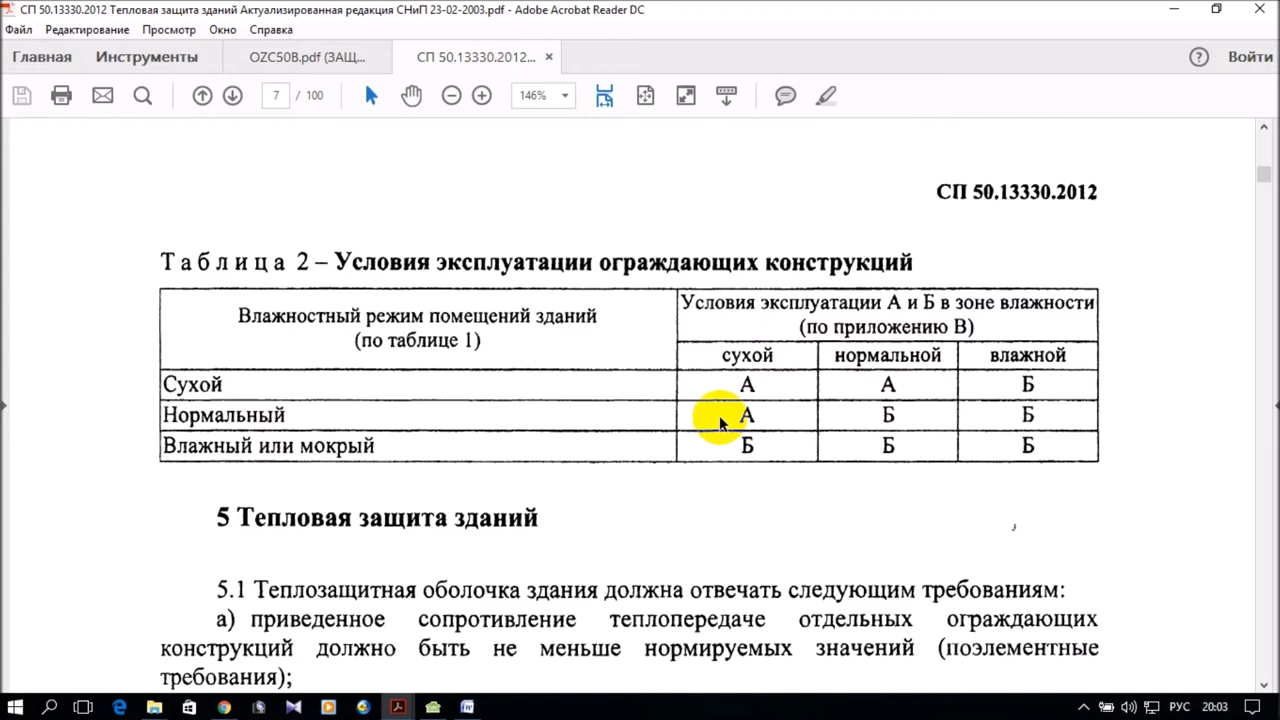 СП 50.13330.2012 Тепловая защита зданий Актуализированная редакция СНиП 23-02-2003.pdf - Adobe Acrobat Reader DC
Файл Редактирование Просмотр Окно Справка
Главная Инструменты OZC50B.pdf (ЗАЩ... СП 50.13330.2012... × Войти
7 / 100 146%
СП 50.13330.2012
Таблица 2 – Условия эксплуатации ограждающих конструкций
Влажностный режим помещений зданий
(по таблице 1)
Условия эксплуатации А и Б в зоне влажности
(по приложению В)
сухой нормальной влажной
Сухой А А Б
Нормальный А Б Б
Влажный или мокрый Б Б Б
5 Тепловая защита зданий
5.1 Теплозащитная оболочка здания должна отвечать следующим требованиям:
а) приведенное сопротивление теплопередаче отдельных ограждающих
конструкций должно быть не меньше нормируемых значений (поэлементные
требования);
РУС 20:03